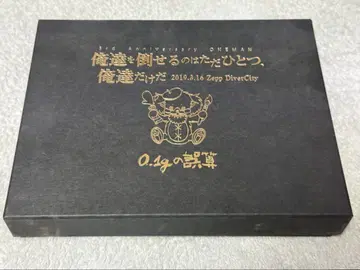 3rd Anniversary ONEMAN
俺達を倒せるのはただひとつ、
俺達だけだ 2019.3.16 Zepp DiverCity
0.1gの誤算